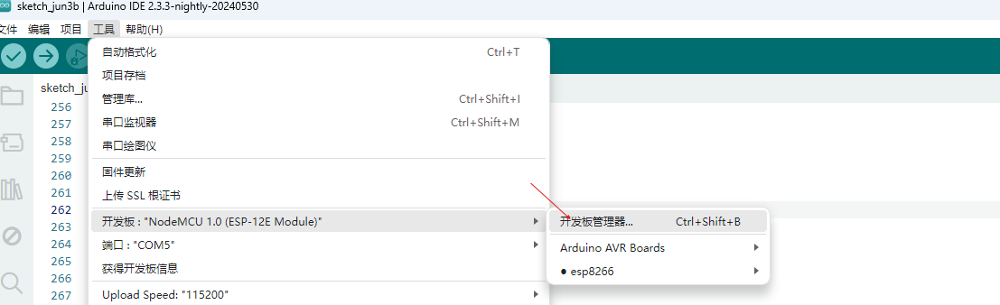 sketch_jun3b | Arduino IDE 2.3.3-nightly-20240530
文件 编辑 项目 工具 帮助(H)
自动格式化 Ctrl+T
项目存档
管理库... Ctrl+Shift+I
串口监视器 Ctrl+Shift+M
串口绘图仪
固件更新
上传 SSL 根证书
开发板 : "NodeMCU 1.0 (ESP-12E Module)"
端口 : "COM5"
获得开发板信息
Upload Speed: "115200"
开发板管理器... Ctrl+Shift+B
Arduino AVR Boards
● esp8266
sketch_ju
256
257
258
259
260
261
262
263
264
265
266
267